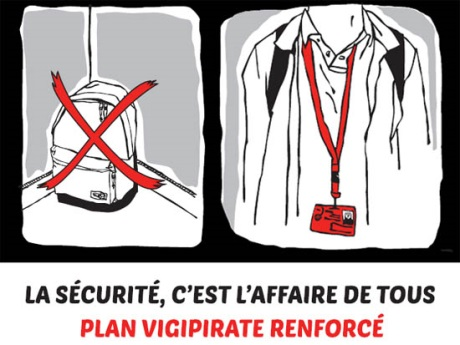 LA SÉCURITÉ, C'EST L'AFFAIRE DE TOUS
PLAN VIGIPIRATE RENFORCÉ